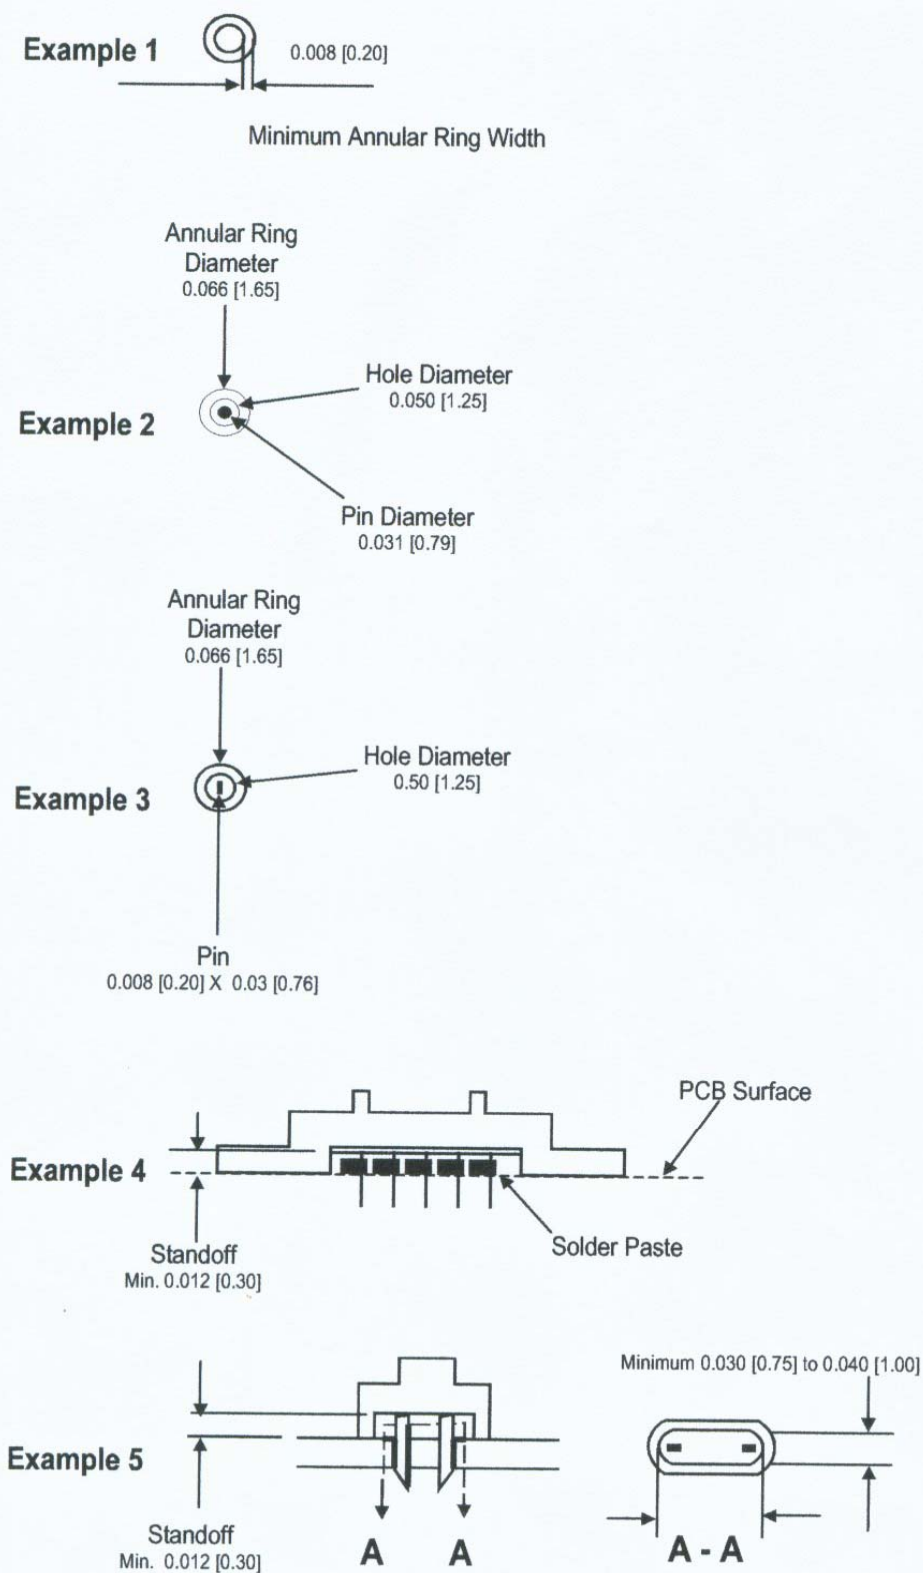 Example 1
0.008 [0.20]
Minimum Annular Ring Width
Annular Ring
Diameter
0.066 [1.65]
Hole Diameter
0.050 [1.25]
Example 2
Pin Diameter
0.031 [0.79]
Annular Ring
Diameter
0.066 [1.65]
Hole Diameter
0.50 [1.25]
Example 3
Pin
0.008 [0.20] X 0.03 [0.76]
PCB Surface
Example 4
Solder Paste
Standoff
Min. 0.012 [0.30]
Minimum 0.030 [0.75] to 0.040 [1.00]
Example 5
Standoff
Min. 0.012 [0.30]
A A
A - A